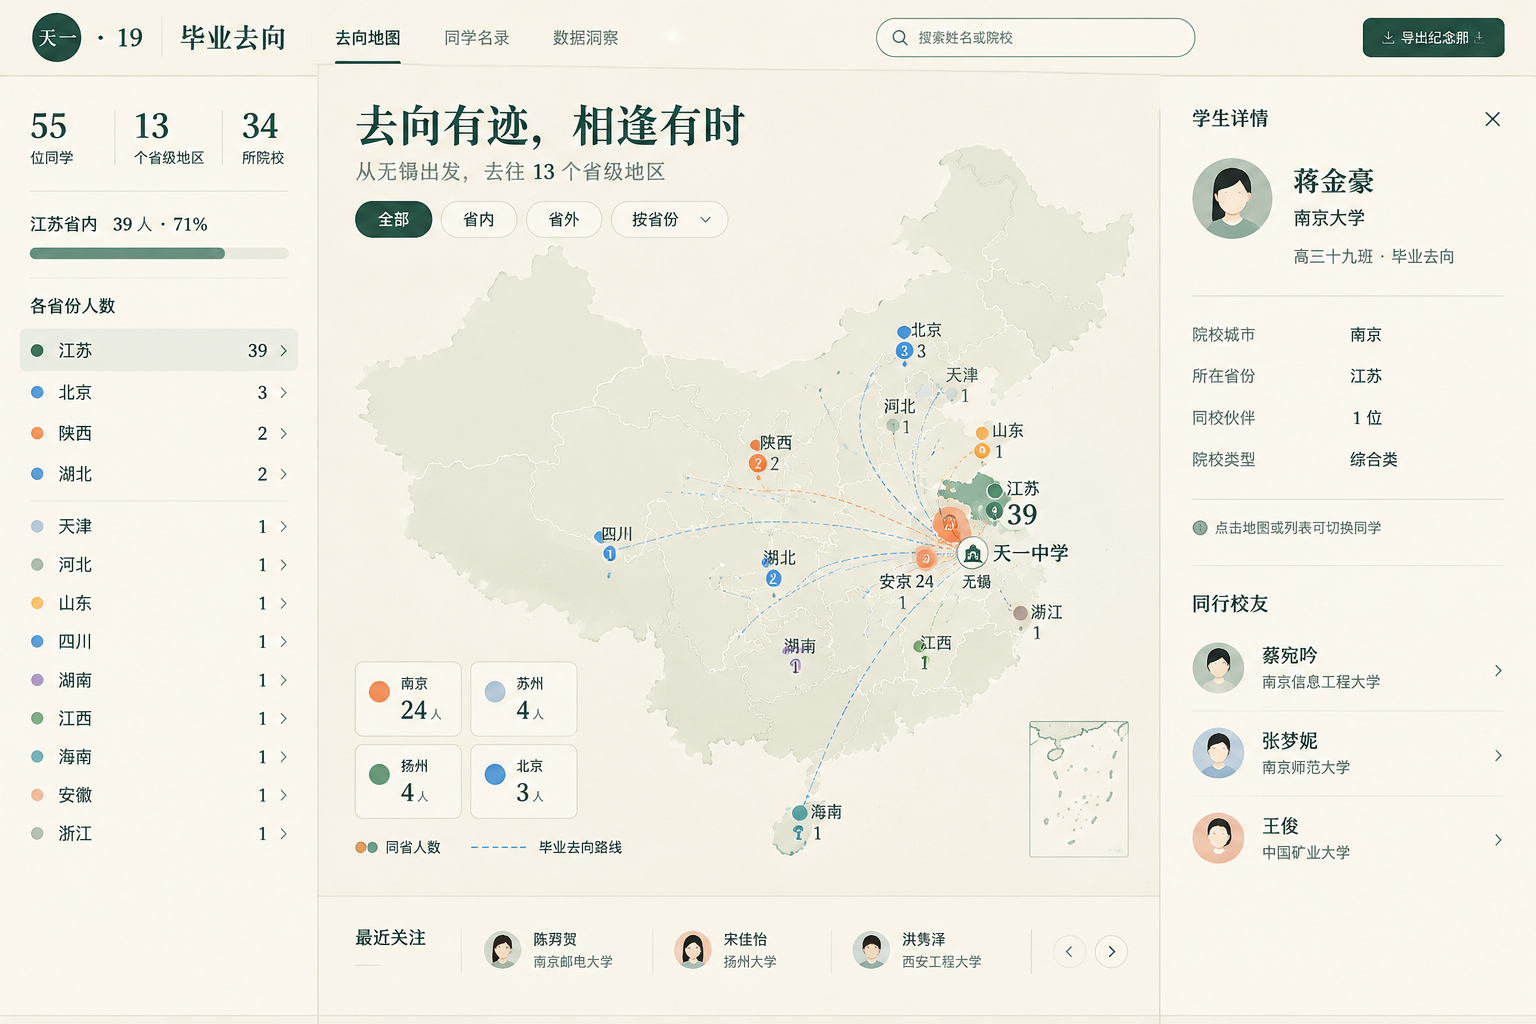 天一 · 19 毕业去向
去向地图 同学名录 数据洞察
搜索姓名或院校
导出纪念册
55 13 34
位同学 个省级地区 所院校
江苏省内 39 人 · 71%
各省份人数
江苏 39
北京 3
陕西 2
湖北 2
天津 1
河北 1
山东 1
四川 1
湖南 1
江西 1
海南 1
安徽 1
浙江 1
去向有迹，相逢有时
从无锡出发，去往 13 个省级地区
全部 省内 省外 按省份
北京
3 3
天津
1
河北
1
山东
1
陕西
2 2
江苏
39
四川
1
天一中学
无锡
湖北
2
安京 24
1
浙江
1
湖南
1
江西
1
海南
1
南京
24 人
苏州
4 人
扬州
4 人
北京
3 人
同省人数 毕业去向路线
最近关注
南京邮电大学
宋佳怡
扬州大学
洪隽泽
西安工程大学
学生详情
蒋金豪
南京大学
高三十九班 · 毕业去向
院校城市 南京
所在省份 江苏
同校伙伴 1 位
院校类型 综合类
点击地图或列表可切换同学
同行校友
蔡宛吟
南京信息工程大学
张梦妮
南京师范大学
王俊
中国矿业大学